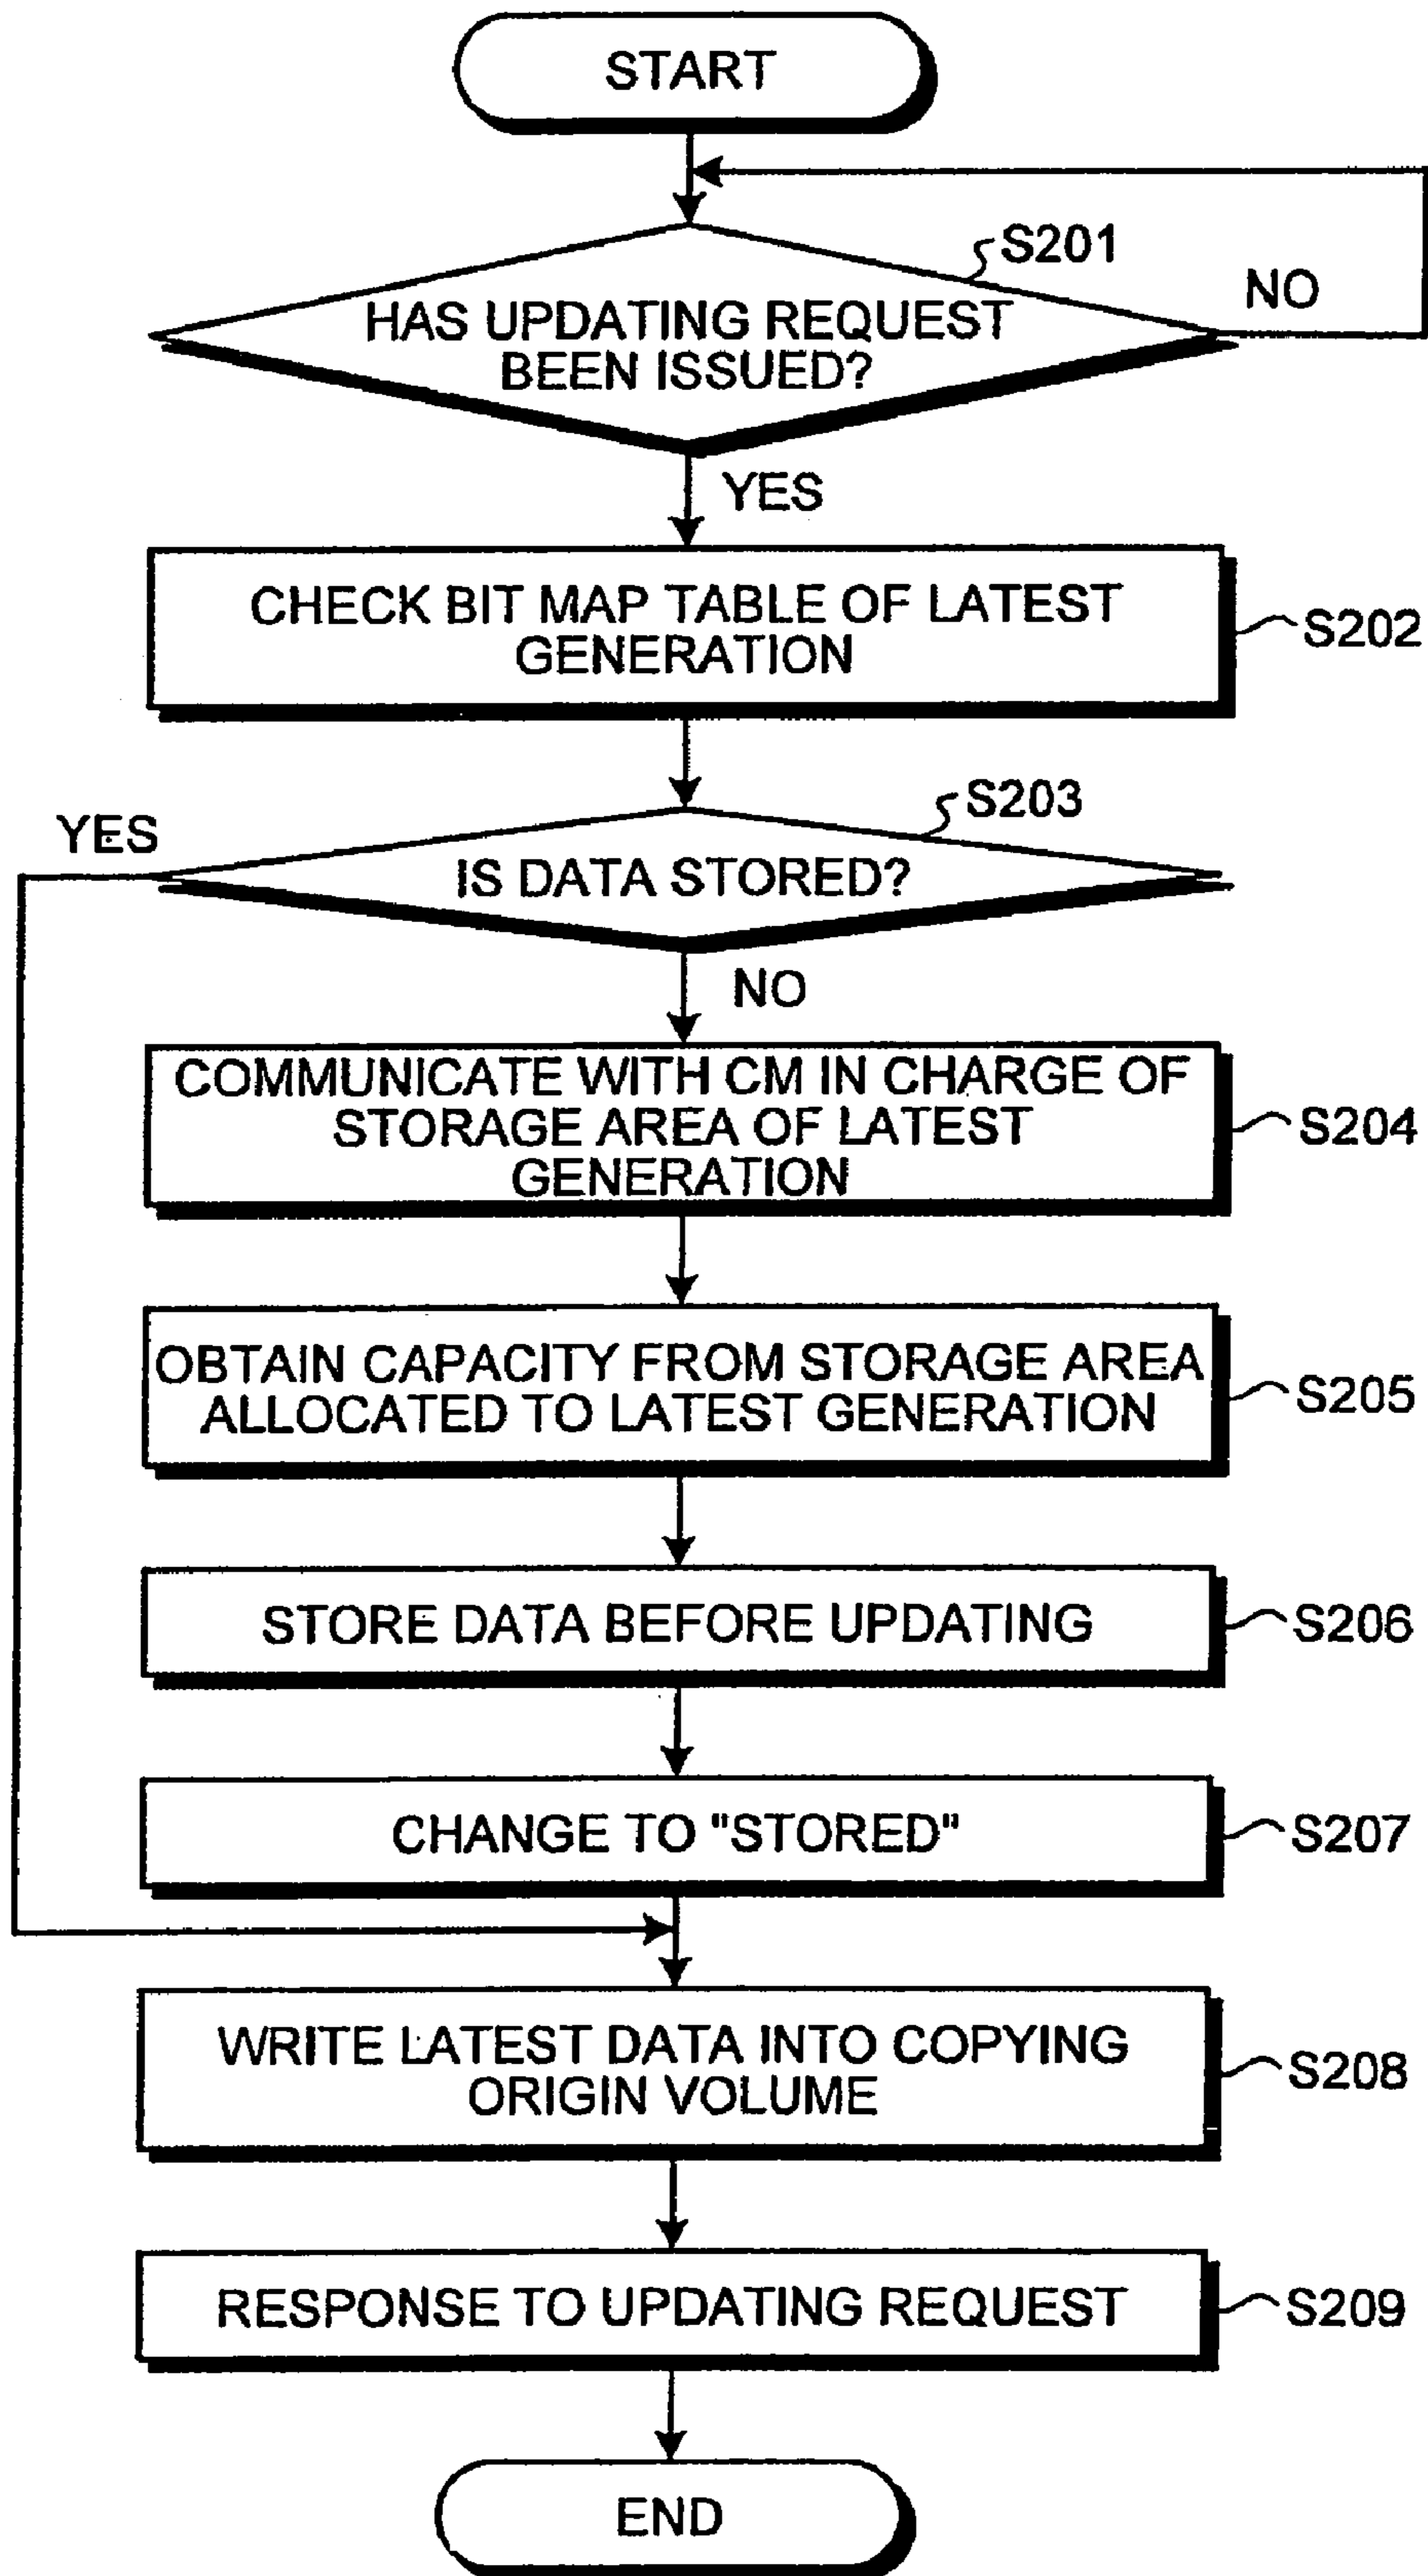 START
S201
NO
HAS UPDATING REQUEST
BEEN ISSUED?
YES
CHECK BIT MAP TABLE OF LATEST
GENERATION
S202
S203
YES
IS DATA STORED?
NO
COMMUNICATE WITH CM IN CHARGE OF
STORAGE AREA OF LATEST
GENERATION
S204
OBTAIN CAPACITY FROM STORAGE AREA
ALLOCATED TO LATEST GENERATION
S205
STORE DATA BEFORE UPDATING
S206
CHANGE TO "STORED"
S207
WRITE LATEST DATA INTO COPYING
ORIGIN VOLUME
S208
RESPONSE TO UPDATING REQUEST
S209
END